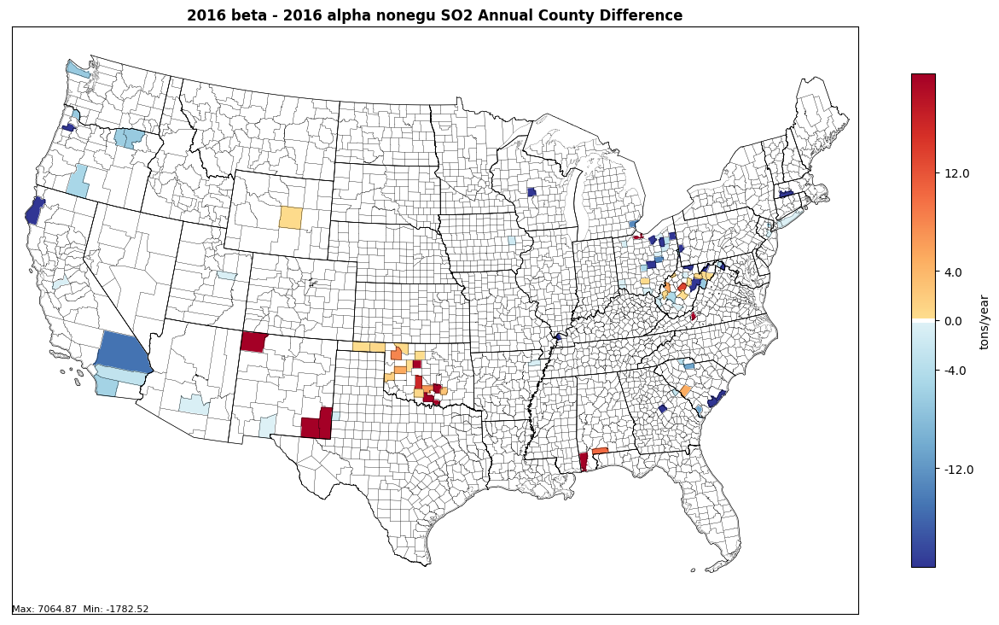 2016 beta - 2016 alpha nonegu SO2 Annual County Difference
12.0
4.0
0.0
-4.0
-12.0
tons/year
Max: 7064.87 Min: -1782.52